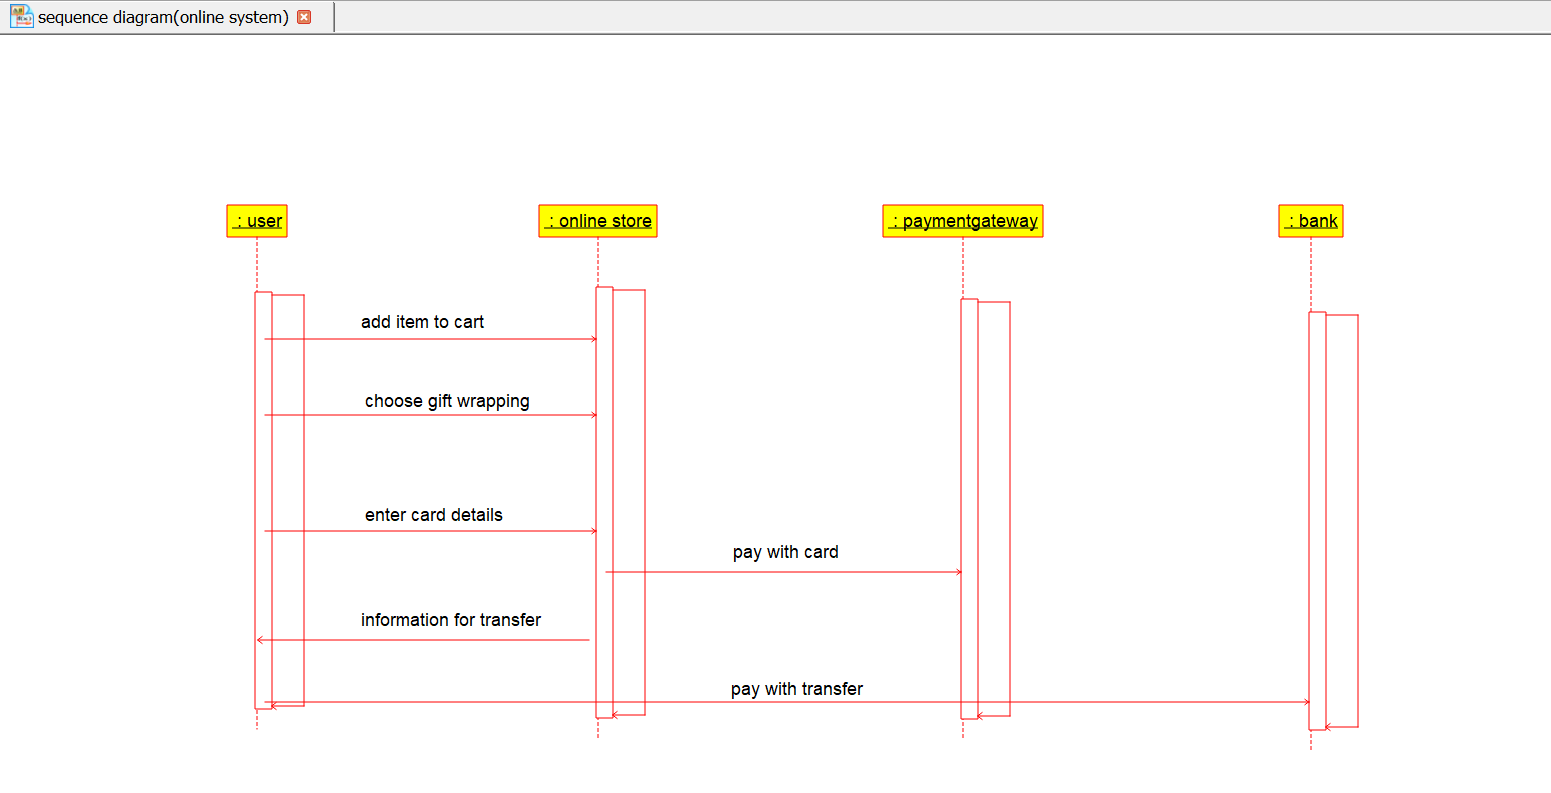 sequence diagram(online system)
: user
: online store
: paymentgateway
: bank
add item to cart
choose gift wrapping
enter card details
pay with card
information for transfer
pay with transfer